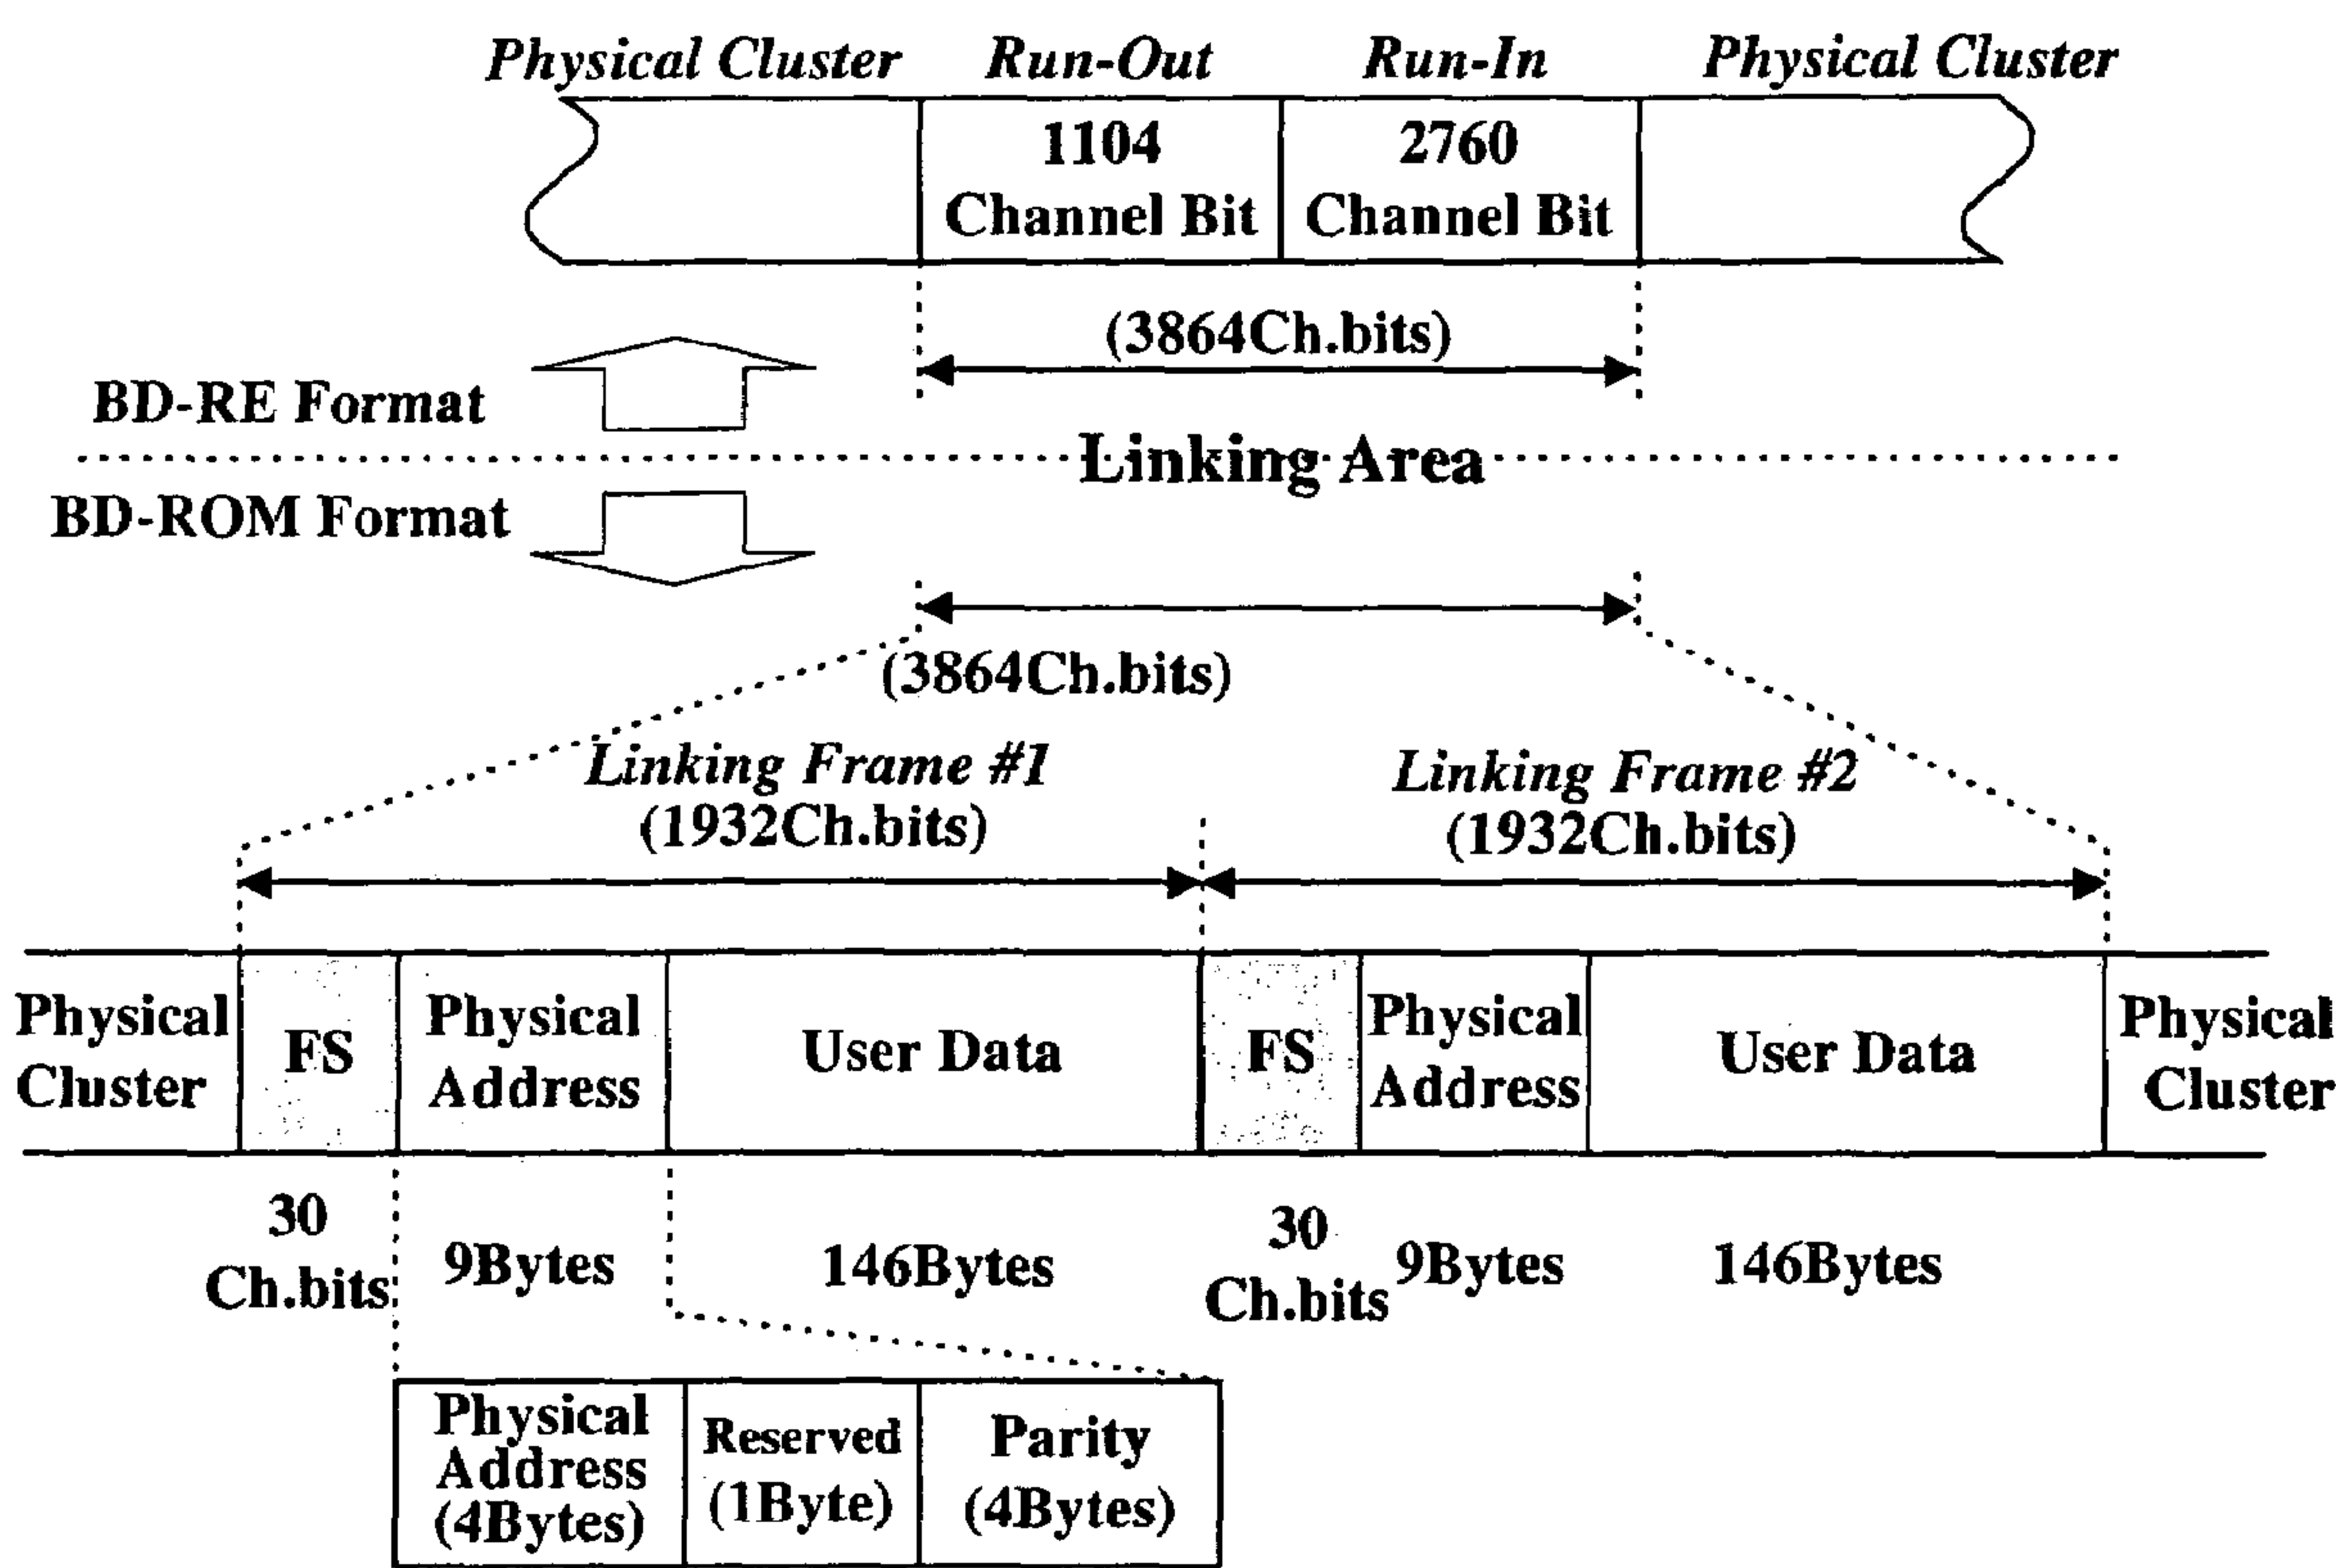 Physical Cluster Run-Out Run-In Physical Cluster
1104 2760
Channel Bit Channel Bit
(3864Ch.bits)
BD-RE Format
Linking Area
BD-ROM Format
(3864Ch.bits)
Linking Frame #1 Linking Frame #2
(1932Ch.bits) (1932Ch.bits)
Physical Physical Physical Physical
FS User Data FS User Data
Cluster Address Address Cluster
30 30
9Bytes 146Bytes 9Bytes 146Bytes
Ch.bits Ch.bits
Physical
Address Reserved Parity
(4Bytes) (1Byte) (4Bytes)